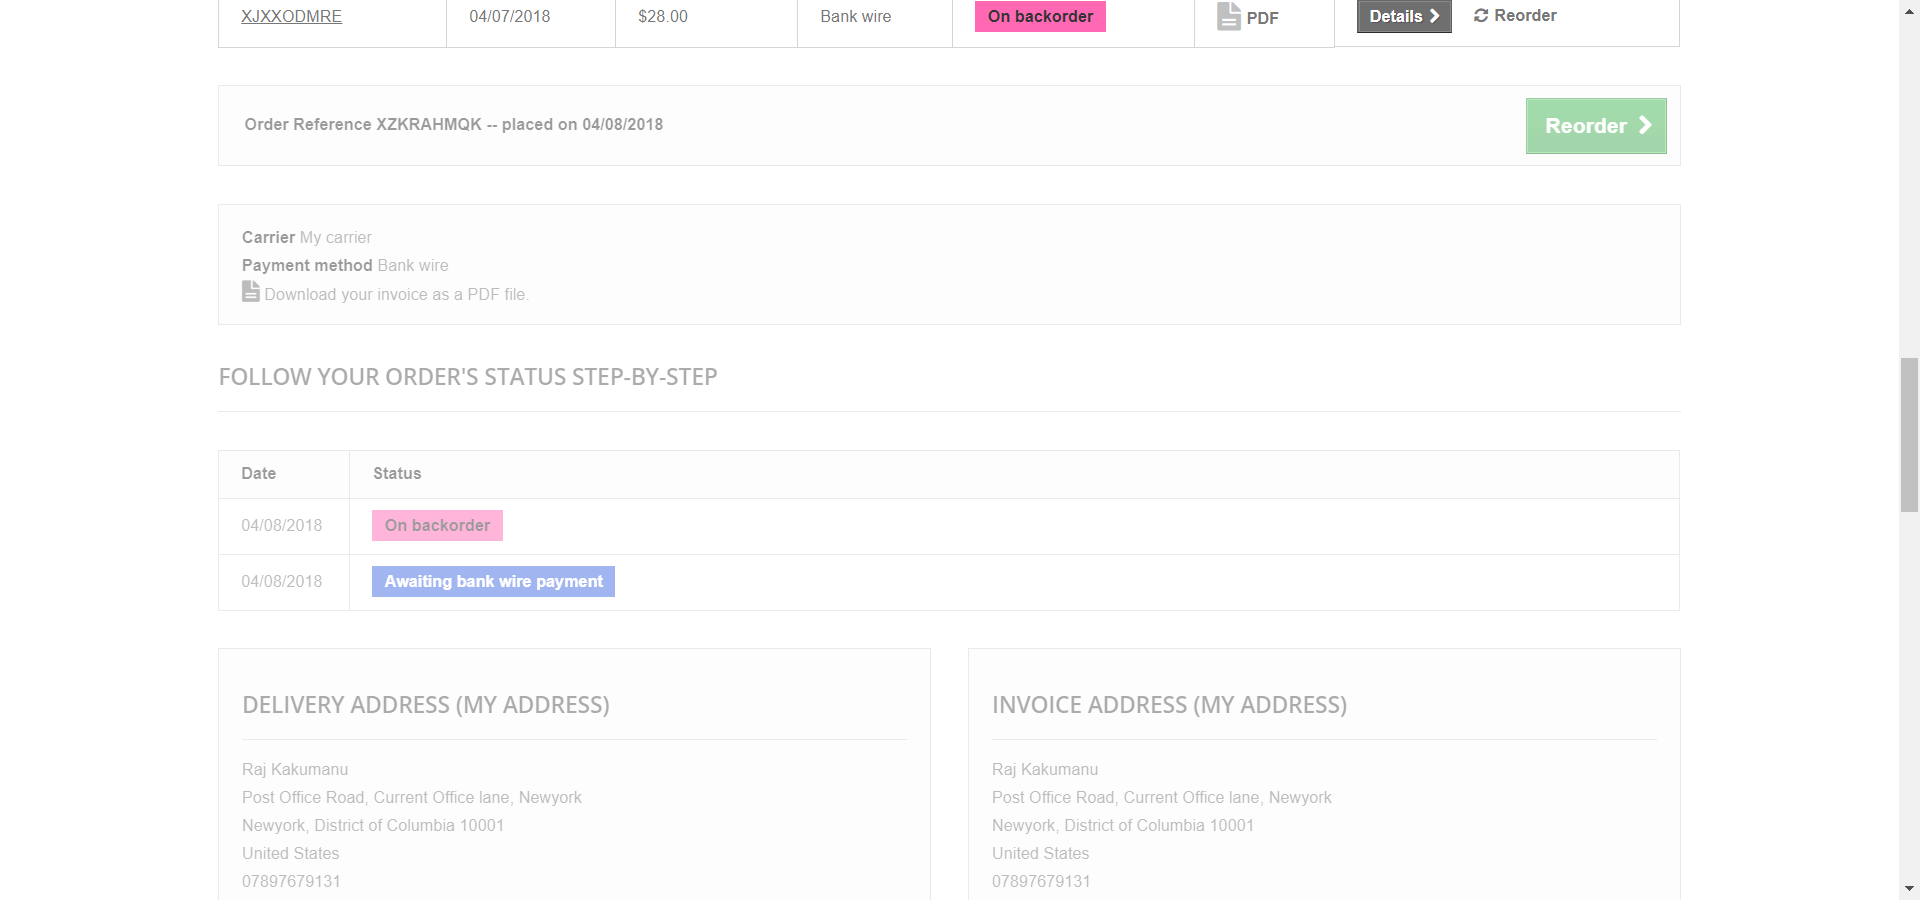 XJXXODMRE 04/07/2018 $28.00 Bank wire On backorder PDF Details Reorder
Order Reference XZKRAHMQK -- placed on 04/08/2018 Reorder
Carrier My carrier
Payment method Bank wire
Download your invoice as a PDF file.
FOLLOW YOUR ORDER'S STATUS STEP-BY-STEP
Date Status
04/08/2018 On backorder
04/08/2018 Awaiting bank wire payment
DELIVERY ADDRESS (MY ADDRESS)
Raj Kakumanu
Post Office Road, Current Office lane, Newyork
Newyork, District of Columbia 10001
United States
07897679131
INVOICE ADDRESS (MY ADDRESS)
Raj Kakumanu
Post Office Road, Current Office lane, Newyork
Newyork, District of Columbia 10001
United States
07897679131